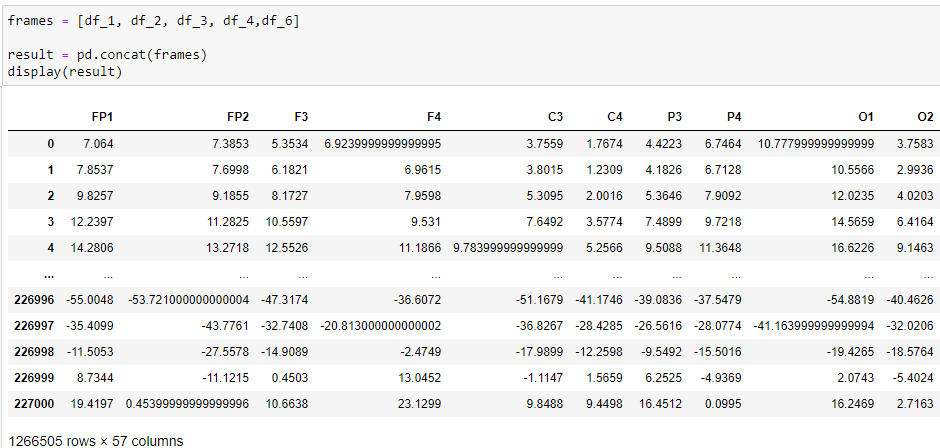 frames = [df_1, df_2, df_3, df_4,df_6]
result = pd.concat(frames)
display(result)
FP1 FP2 F3 F4 C3 C4 P3 P4 O1 O2
0 7.064 7.3853 5.3534 6.9239999999999995 3.7559 1.7674 4.4223 6.7464 10.777999999999999 3.7583
1 7.8537 7.6998 6.1821 6.9615 3.8015 1.2309 4.1826 6.7128 10.5566 2.9936
2 9.8257 9.1855 8.1727 7.9598 5.3095 2.0016 5.3646 7.9092 12.0235 4.0203
3 12.2397 11.2825 10.5597 9.531 7.6492 3.5774 7.4899 9.7218 14.5659 6.4164
4 14.2806 13.2718 12.5526 11.1866 9.783999999999999 5.2566 9.5088 11.3648 16.6226 9.1463
... ... ... ... ... ... ... ... ... ... ...
226996 -55.0048 -53.721000000000004 -47.3174 -36.6072 -51.1679 -41.1746 -39.0836 -37.5479 -54.8819 -40.4626
226997 -35.4099 -43.7761 -32.7408 -20.813000000000002 -36.8267 -28.4285 -26.5616 -28.0774 -41.163999999999994 -32.0206
226998 -11.5053 -27.5578 -14.9089 -2.4749 -17.9899 -12.2598 -9.5492 -15.5016 -19.4265 -18.5764
226999 8.7344 -11.1215 0.4503 13.0452 -1.1147 1.5659 6.2525 -4.9369 2.0743 -5.4024
227000 19.4197 0.45399999999999996 10.6638 23.1299 9.8488 9.4498 16.4512 0.0995 16.2469 2.7163
1266505 rows × 57 columns